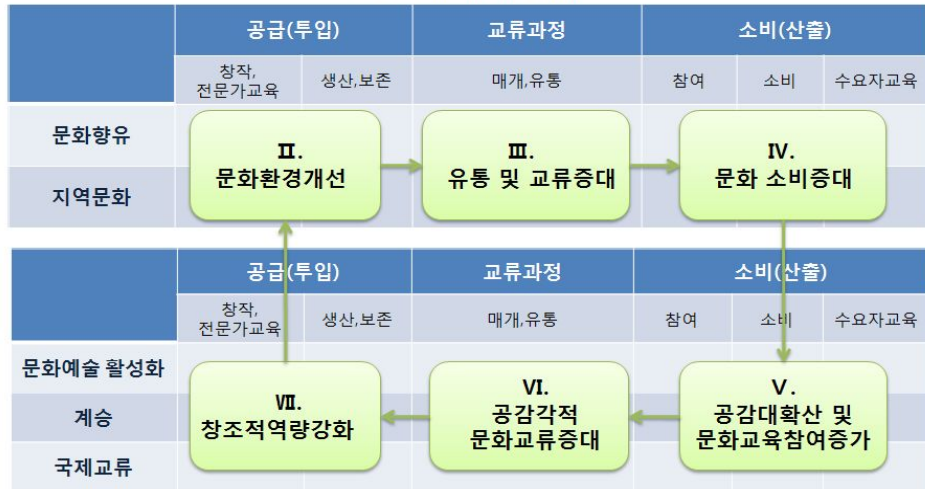 공급(투입) 교류과정 소비(산출)
창작,
전문가교육 생산,보존 매개,유통 참여 소비 수요자교육
문화향유
지역문화
Ⅱ.
문화환경개선
Ⅲ.
유통 및 교류증대
Ⅳ.
문화 소비증대
공급(투입) 교류과정 소비(산출)
창작,
전문가교육 생산,보존 매개,유통 참여 소비 수요자교육
문화예술 활성화
계승
국제교류
Ⅶ.
창조적역량강화
Ⅵ.
공감각적
문화교류증대
Ⅴ.
공감대확산 및
문화교육참여증가